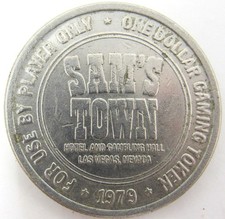 FOR USE BY PLAYER ONLY * ONE DOLLAR GAMING TOKEN *
SAM'S
TOWN
HOTEL AND GAMBLING HALL
LAS VEGAS, NEVADA
1979